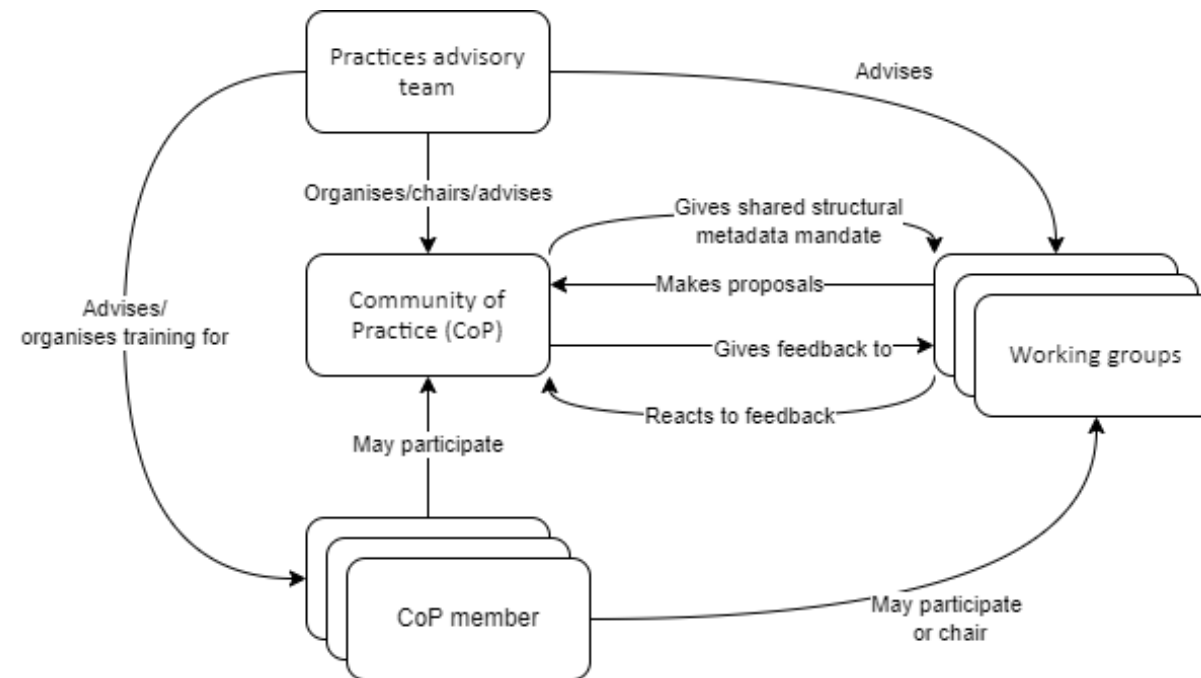 Practices advisory
team
Advises
Organises/chairs/advises
Gives shared structural
metadata mandate
Makes proposals
Community of
Practice (CoP)
Advises/
organises training for
Gives feedback to
Working groups
Reacts to feedback
May participate
CoP member
May participate
or chair